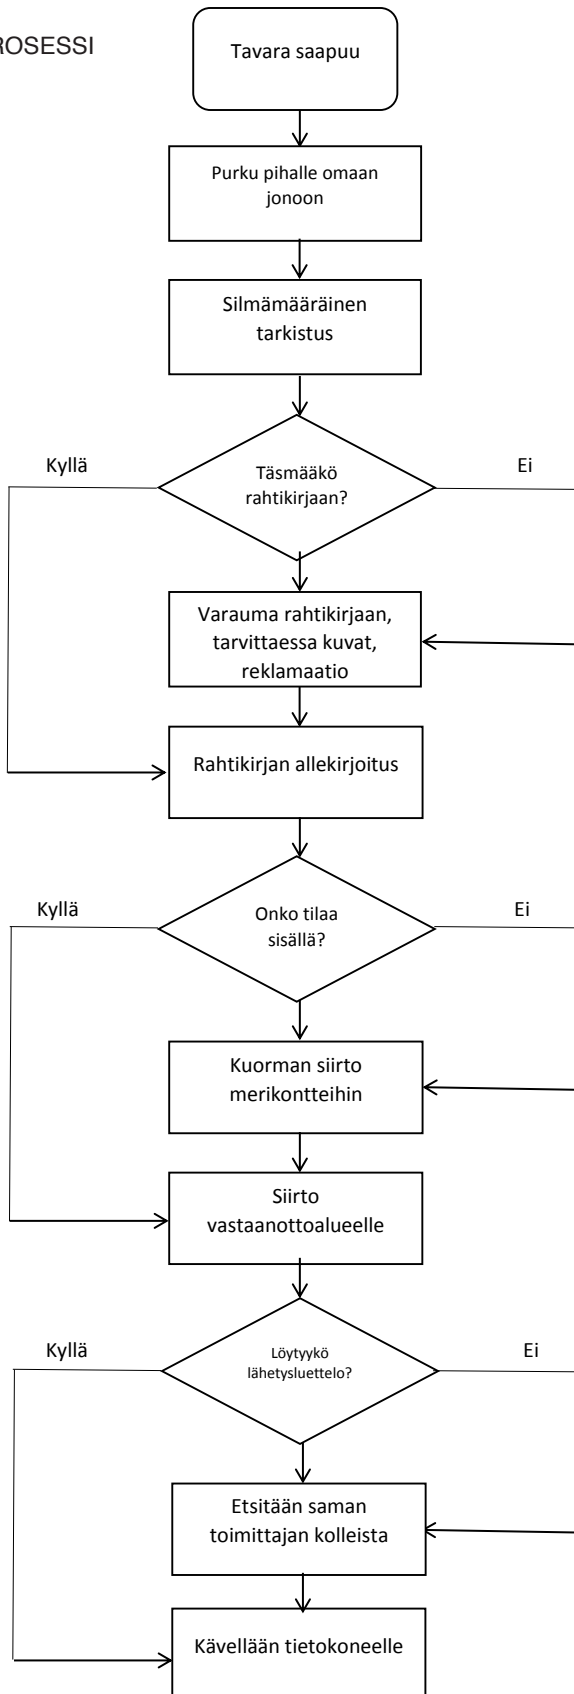 ROSESSI
Tavara saapuu
Purku pihalle omaan
jonoon
Silmämääräinen
tarkistus
Kyllä
Täsmääkö
rahtikirjaan?
Ei
Varauma rahtikirjaan,
tarvittaessa kuvat,
reklamaatio
Rahtikirjan allekirjoitus
Kyllä
Onko tilaa
sisällä?
Ei
Kuorman siirto
merikontteihin
Siirto
vastaanottoalueelle
Kyllä
Löytyykö
lähetysluettelo?
Ei
Etsitään saman
toimittajan kolleista
Kävellään tietokoneelle